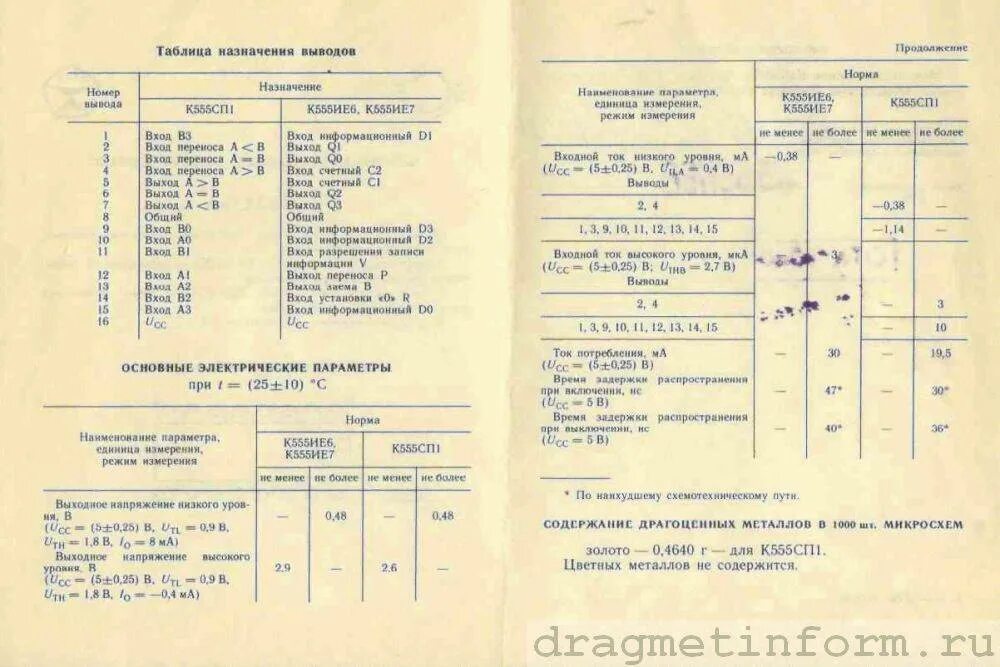 Таблица назначения выводов
Номер вывода | Назначение
К555СП1 | К555ИЕ6, К555ИЕ7
1 | Вход В3 | Вход информационный D1
2 | Вход переноса А < В | Выход Q1
3 | Вход переноса А = В | Выход Q0
4 | Вход переноса А > В | Вход счетный С2
5 | Выход А > В | Вход счетный С1
6 | Выход А = В | Выход Q2
7 | Выход А < В | Выход Q3
8 | Общий | Общий
9 | Вход В0 | Вход информационный D3
10 | Вход А0 | Вход информационный D2
11 | Вход В1 | Вход разрешения записи
информации V
12 | Вход А1 | Выход переноса Р
13 | Вход А2 | Выход заема В
14 | Вход В2 | Вход установки «0» R
15 | Вход А3 | Вход информационный D0
16 | UCC | UCC
ОСНОВНЫЕ ЭЛЕКТРИЧЕСКИЕ ПАРАМЕТРЫ
при t = (25±10) °С
Наименование параметра,
единица измерения,
режим измерения
Норма
К555ИЕ6,
К555ИЕ7 | К555СП1
не менее | не более | не менее | не более
Выходное напряжение низкого уров-
ня, В | — | 0,48 | — | 0,48
(UCC = (5±0,25) В, UTL = 0,9 В,
UTH = 1,8 В, IO = 8 мА)
Выходное напряжение высокого
уровня, В | 2.9 | — | 2.6 | —
(UCC = (5±0,25) В, UTL = 0,9 В,
UTH = 1,8 В, IO = —0,4 мА)
Продолжение
Наименование параметра,
единица измерения,
режим измерения
Норма
К555ИЕ6,
К555ИЕ7 | К555СП1
не менее | не более | не менее | не более
Входной ток низкого уровня, мА | —0,38 | —
(UCC = (5±0,25) В, = 0,4 В)
Выводы
2, 4 | —0,38 | —
1, 3, 9, 10, 11, 12, 13, 14, 15 | —1,14 | —
Входной ток высокого уровня, мкА | 3
(UCC = (5±0,25) В; UIHB = 2,7 В)
Выводы
2, 4 | — | 3
1, 3, 9, 10, 11, 12, 13, 14, 15 | — | 10
Ток потребления, мА | — | 30 | — | 19,5
(UCC = (5±0,25) В)
Время задержки распространения
при включении, нс | — | 47* | — | 30*
(UCC = 5 В)
Время задержки распространения
при выключении, нс | — | 40* | — | 36*
(UCC = 5 В)
* По наихудшему схемотехническому пути.
СОДЕРЖАНИЕ ДРАГОЦЕННЫХ МЕТАЛЛОВ В 1000 шт. МИКРОСХЕМ
золото — 0,4640 г — для К555СП1.
Цветных металлов не содержится.
dragmetinform.ru